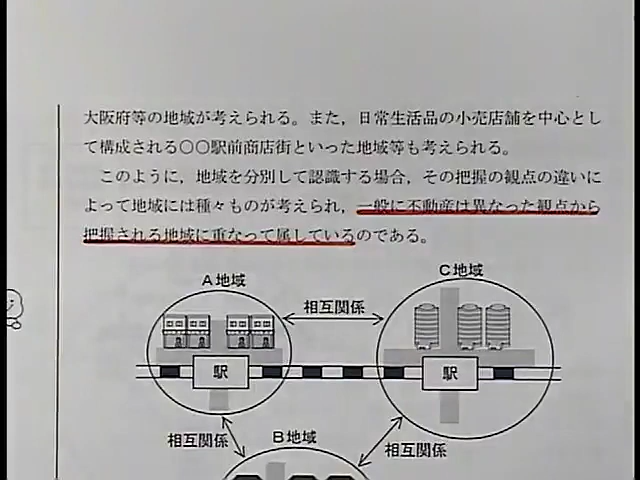 大阪府等の地域が考えられる。また，日常生活品の小売店舗を中心とし
て構成される〇〇駅前商店街といった地域等も考えられる。
このように，地域を分別して認識する場合，その把握の観点の違いに
よって地域には種々ものが考えられ，一般に不動産は異なった観点から
把握される地域に重なって属しているのである。
A地域
C地域
相互関係
駅
駅
相互関係
B地域
相互関係